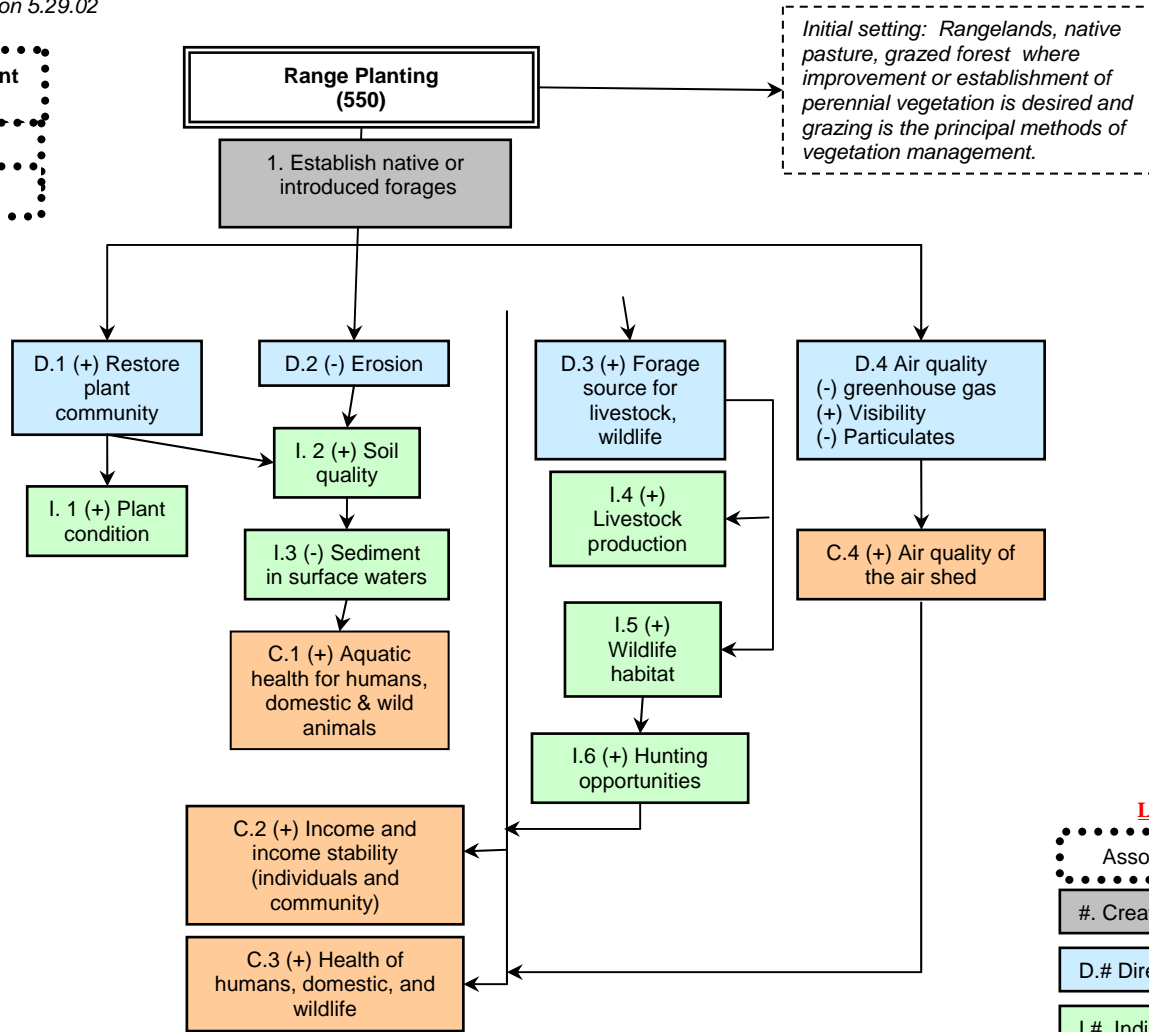 on 5.29.02
nt
Range Planting
(550)
Initial setting:  Rangelands, native
pasture, grazed forest  where
improvement or establishment of
perennial vegetation is desired and
grazing is the principal methods of
vegetation management.
1. Establish native or
introduced forages
D.1 (+) Restore
plant
community
D.2 (-) Erosion
D.3 (+) Forage
source for
livestock,
wildlife
D.4 Air quality
(-) greenhouse gas
(+) Visibility
(-) Particulates
I. 1 (+) Plant
condition
I. 2 (+) Soil
quality
I.3 (-) Sediment
in surface waters
I.4 (+)
Livestock
production
C.4 (+) Air quality of
the air shed
C.1 (+) Aquatic
health for humans,
domestic & wild
animals
I.5 (+)
Wildlife
habitat
I.6 (+) Hunting
opportunities
C.2 (+) Income and
income stability
(individuals and
community)
C.3 (+) Health of
humans, domestic, and
wildlife
L
Asso
#. Crea
D.# Dire
I.#  Indi